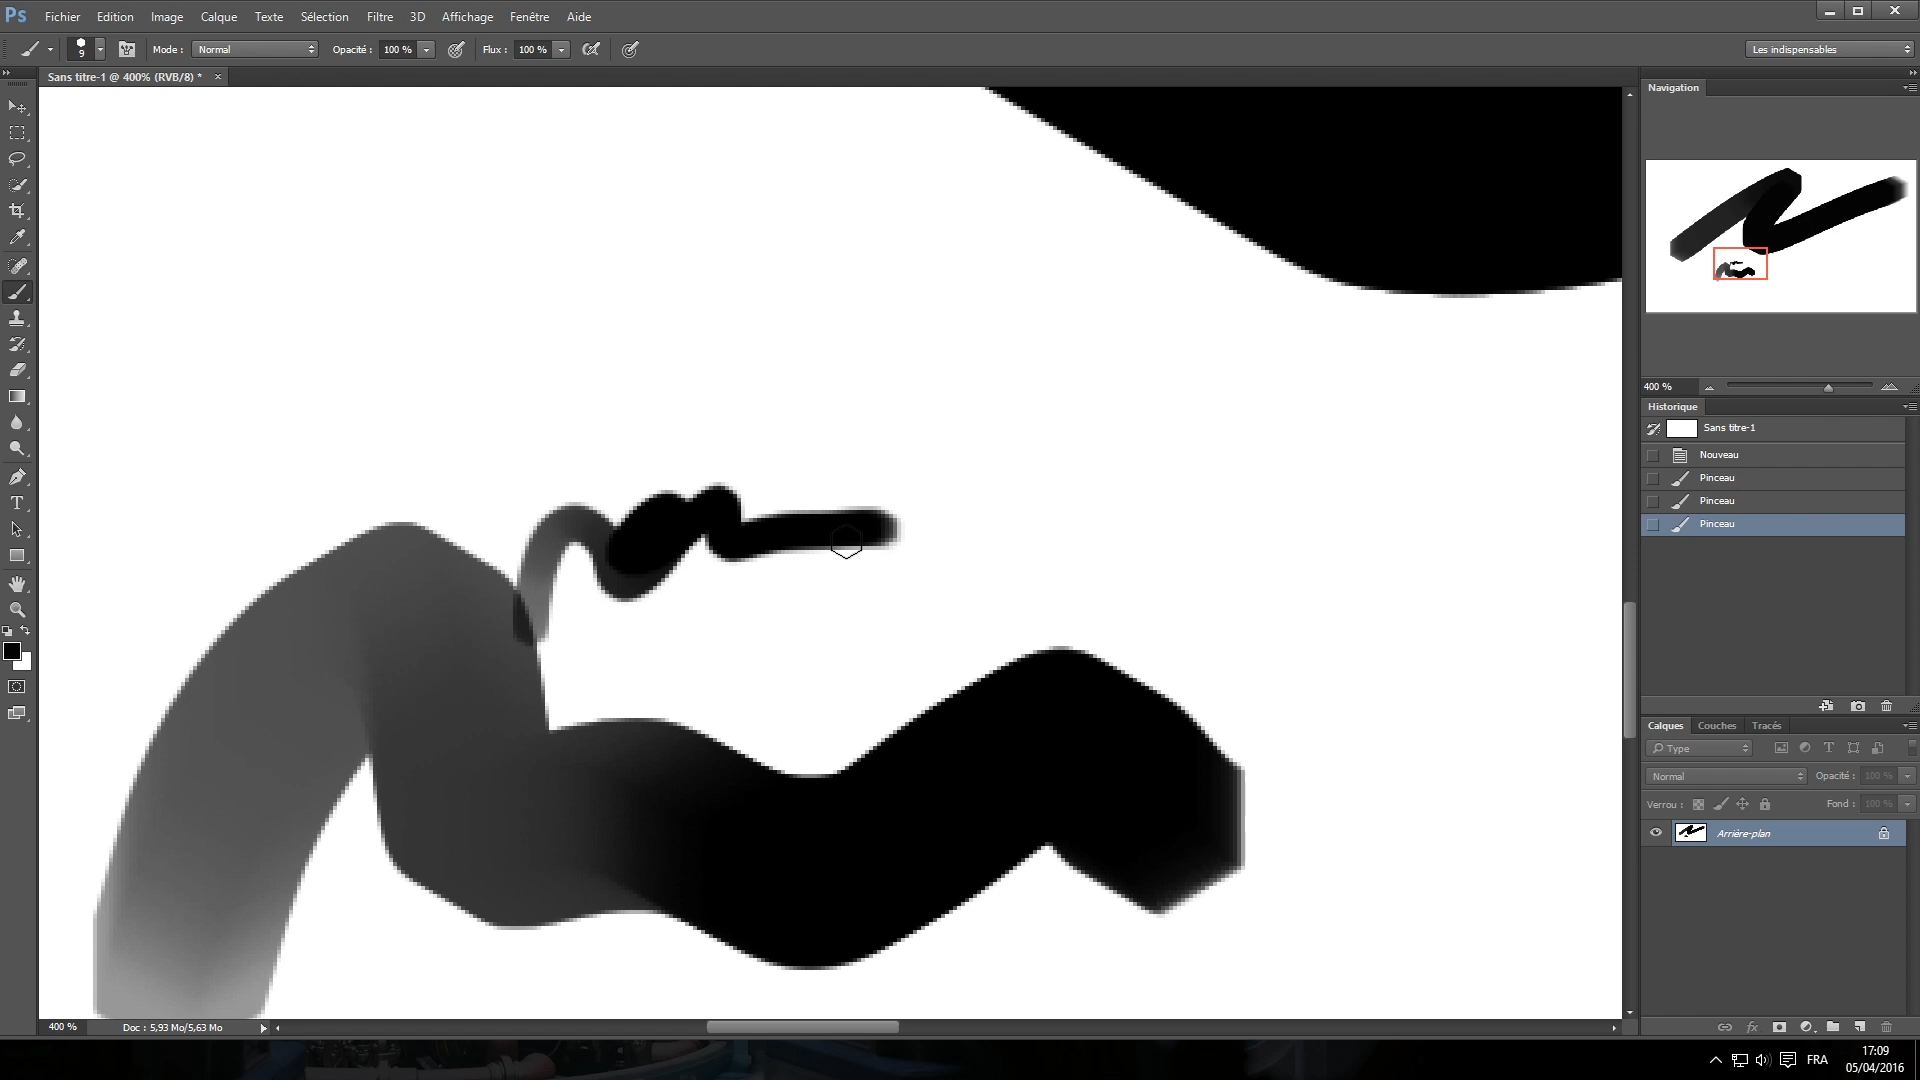 Ps Fichier Edition Image Calque Texte Sélection Filtre 3D Affichage Fenêtre Aide
9 Mode : Normal Opacité : 100 % Flux : 100 % Les indispensables
Sans titre-1 @ 400% (RVB/8) * ×
Navigation
400 %
Historique
Sans titre-1
Nouveau
Pinceau
Pinceau
Pinceau
Calques Couches Tracés
Type
Normal Opacité : 100 %
Verrou : Fond : 100 %
Arrière-plan
400 % Doc : 5,93 Mo/5,63 Mo
FRA
17:09
05/04/2016